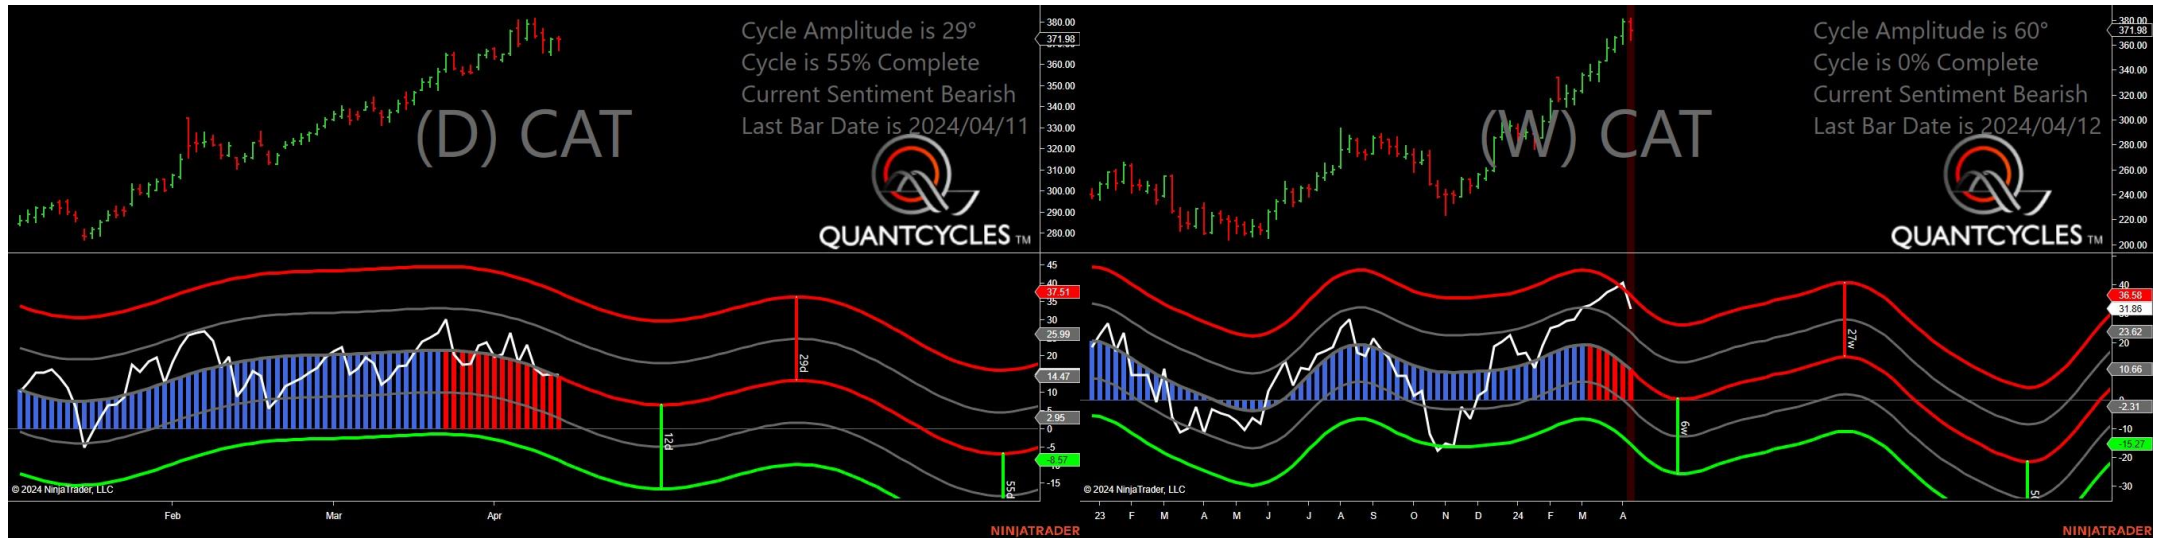 Cycle Amplitude is 29°
Cycle is 55% Complete
Current Sentiment Bearish
Last Bar Date is 2024/04/11
(D) CAT
QUANTCYCLES TM
380.00
371.98
360.00
350.00
340.00
330.00
320.00
310.00
300.00
290.00
280.00
45
40
37.51
35
30
25.99
20
14.47
10
5
2.95
0
-5
-8.57
-15
29d
12d
55d
© 2024 NinjaTrader, LLC
Feb Mar Apr
NINJATRADER
Cycle Amplitude is 60°
Cycle is 0% Complete
Current Sentiment Bearish
Last Bar Date is 2024/04/12
(W) CAT
QUANTCYCLES TM
380.00
371.98
360.00
340.00
320.00
300.00
280.00
260.00
240.00
220.00
200.00
40
36.58
31.86
23.62
20
10.66
-2.31
-10
-15.27
-20
-30
27w
6w
© 2024 NinjaTrader, LLC
23 F M A M J J A S O N D 24 F M A
NINJATRADER